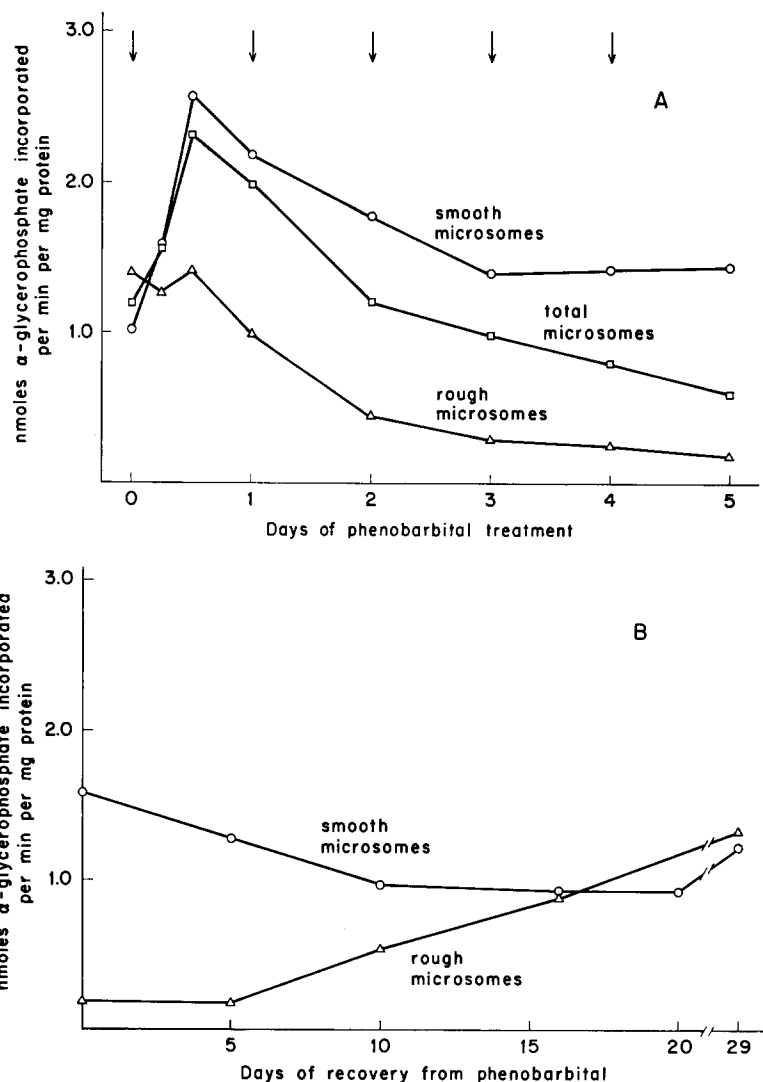 3.0
2.0
1.0
nmoles α-glycerophosphate incorporated
per min per mg protein
A
smooth
microsomes
total
microsomes
rough
microsomes
0 1 2 3 4 5
Days of phenobarbital treatment
3.0
2.0
1.0
nmoles α-glycerophosphate incorporated
per min per mg protein
B
smooth
microsomes
rough
microsomes
5 10 15 20 29
Days of recovery from phenobarbital